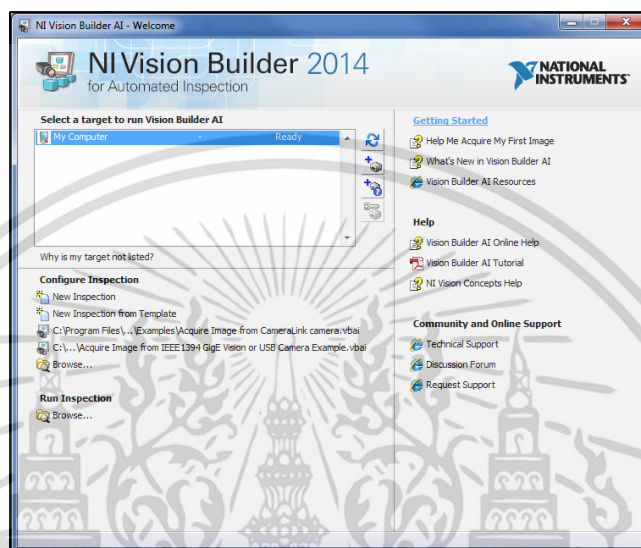 NI Vision Builder AI - Welcome
NI Vision Builder 2014
for Automated Inspection
NATIONAL
INSTRUMENTS
Select a target to run Vision Builder AI
My Computer - Ready
Why is my target not listed?
Configure Inspection
New Inspection
New Inspection from Template
C:\Program Files\...\Examples\Acquire Image from CameraLink camera.vbai
C:\...\Acquire Image from IEEE1394 GigE Vision or USB Camera Example.vbai
Browse...
Run Inspection
Browse...
Getting Started
Help Me Acquire My First Image
What's New in Vision Builder AI
Vision Builder AI Resources
Help
Vision Builder AI Online Help
Vision Builder AI Tutorial
NI Vision Concepts Help
Community and Online Support
Technical Support
Discussion Forum
Request Support